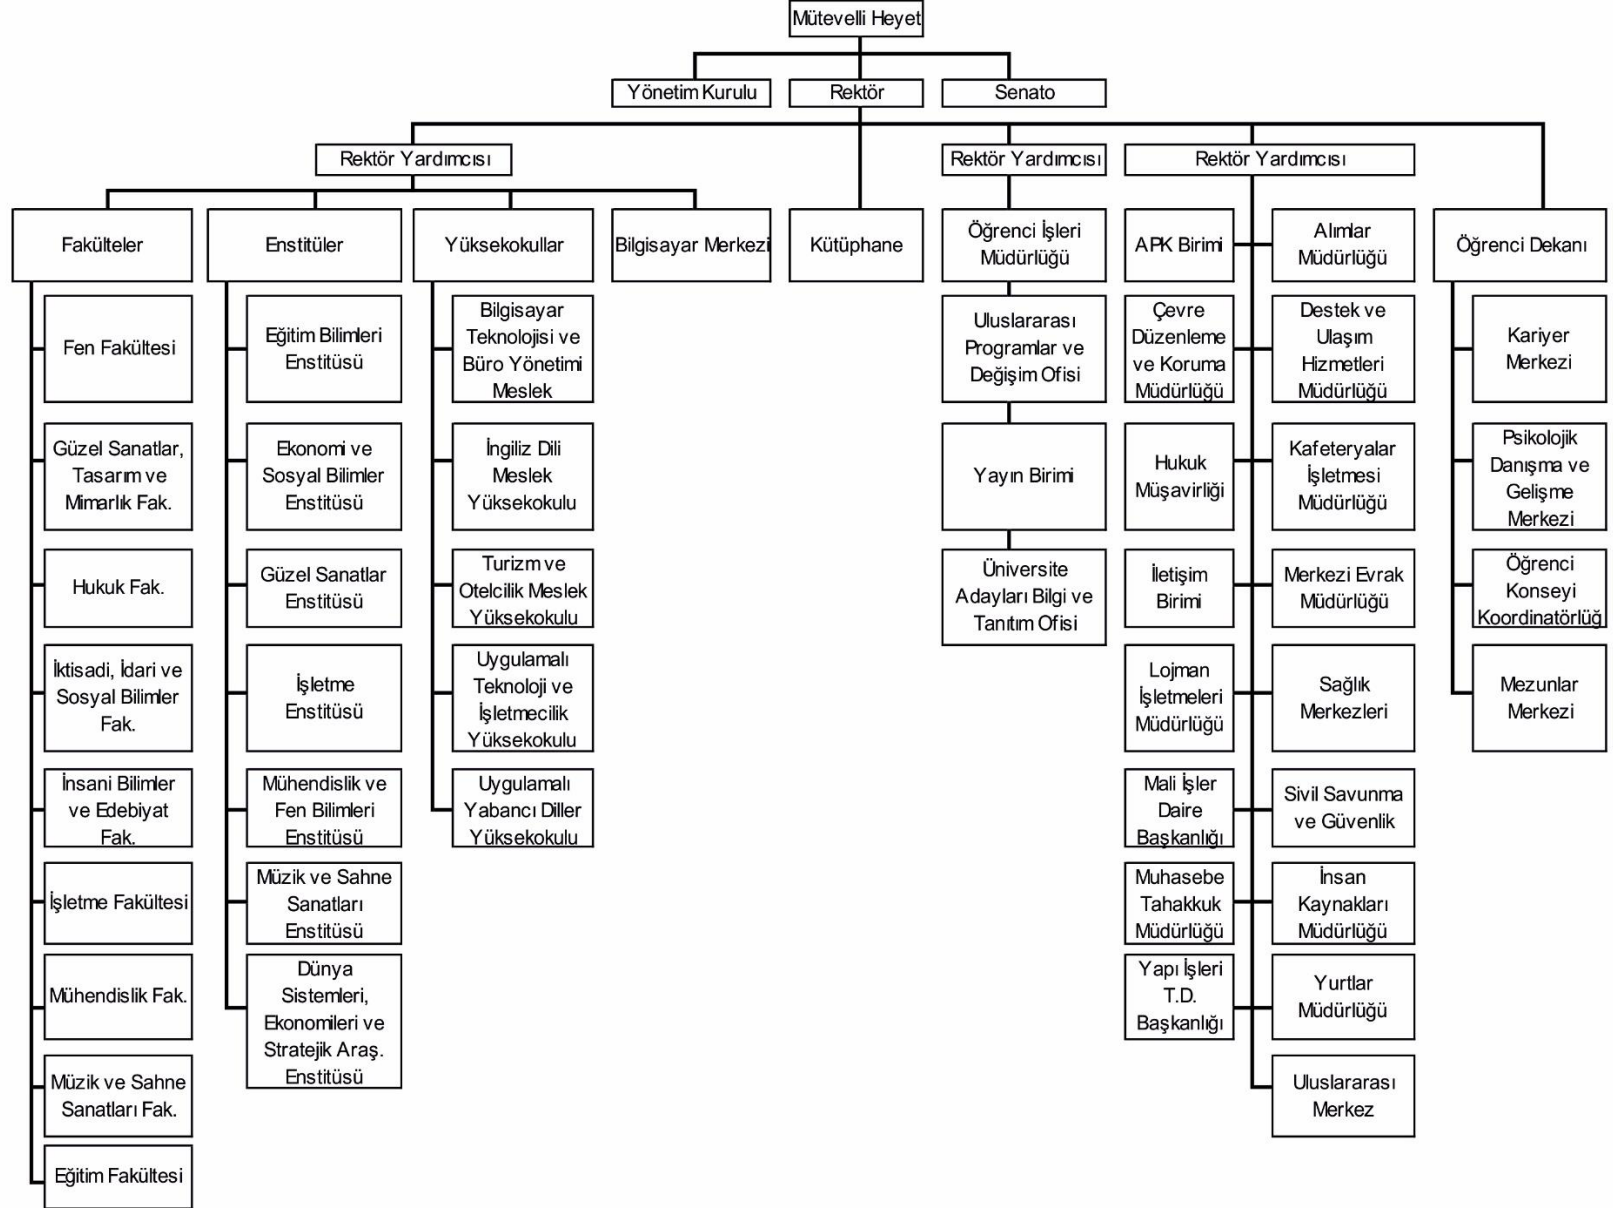 Mütevelli Heyet
Yönetim Kurulu
Rektör
Senato
Rektör Yardımcısı
Rektör Yardımcısı
Rektör Yardımcısı
Fakülteler
Enstitüler
Yüksekokullar
Bilgisayar Merkezi
Kütüphane
Öğrenci İşleri
Müdürlüğü
APK Birimi
Alımlar
Müdürlüğü
Öğrenci Dekanı
Fen Fakültesi
Güzel Sanatlar,
Tasarım ve
Mimarlık Fak.
Hukuk Fak.
İktisadi, İdari ve
Sosyal Bilimler
Fak.
İnsani Bilimler
ve Edebiyat
Fak.
İşletme Fakültesi
Mühendislik Fak.
Müzik ve Sahne
Sanatları Fak.
Eğitim Fakültesi
Eğitim Bilimleri
Enstitüsü
Ekonomi ve
Sosyal Bilimler
Enstitüsü
Güzel Sanatlar
Enstitüsü
İşletme
Enstitüsü
Mühendislik ve
Fen Bilimleri
Enstitüsü
Müzik ve Sahne
Sanatları
Enstitüsü
Dünya
Sistemleri,
Ekonomileri ve
Stratejik Araş.
Enstitüsü
Bilgisayar
Teknolojisi ve
Büro Yönetimi
Meslek
İngiliz Dili
Meslek
Yüksekokulu
Turizm ve
Otelcilik Meslek
Yüksekokulu
Uygulamalı
Teknoloji ve
İşletmecilik
Yüksekokulu
Uygulamalı
Yabancı Diller
Yüksekokulu
Uluslararası
Programlar ve
Değişim Ofisi
Yayın Birimi
Üniversite
Adayları Bilgi ve
Tanıtım Ofisi
Çevre
Düzenleme
ve Koruma
Müdürlüğü
Destek ve
Ulaşım
Hizmetleri
Müdürlüğü
Hukuk
Müşavirliği
Kafeteryalar
İşletmesi
Müdürlüğü
İletişim
Birimi
Merkezi Evrak
Müdürlüğü
Lojman
İşletmeleri
Müdürlüğü
Sağlık
Merkezleri
Mali İşler
Daire
Başkanlığı
Sivil Savunma
ve Güvenlik
Muhasebe
Tahakkuk
Müdürlüğü
İnsan
Kaynakları
Müdürlüğü
Yapı İşleri
T.D.
Başkanlığı
Yurtlar
Müdürlüğü
Uluslararası
Merkez
Kariyer
Merkezi
Psikolojik
Danışma ve
Gelişme
Merkezi
Öğrenci
Konseyi
Koordinatörlüğ
Mezunlar
Merkezi